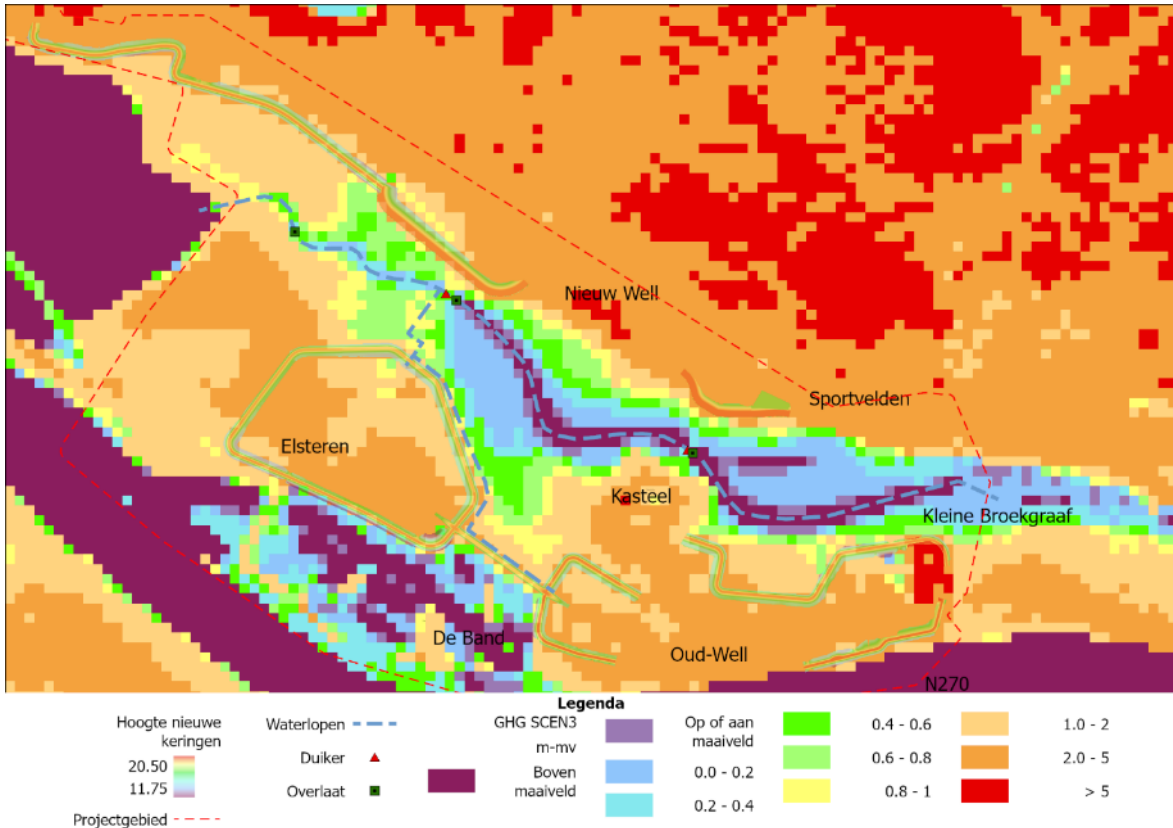 Nieuw Well
Sportvelden
Elsteren
Kasteel
Kleine Broekgraaf
De Band
Oud-Well
N270
Legenda
Hoogte nieuwe
keringen
20.50
11.75
Projectgebied
Waterlopen
Duiker
Overlaat
GHG SCEN3
m-mv
Boven
maaiveld
Op of aan
maaiveld
0.0 - 0.2
0.2 - 0.4
0.4 - 0.6
0.6 - 0.8
0.8 - 1
1.0 - 2
2.0 - 5
> 5